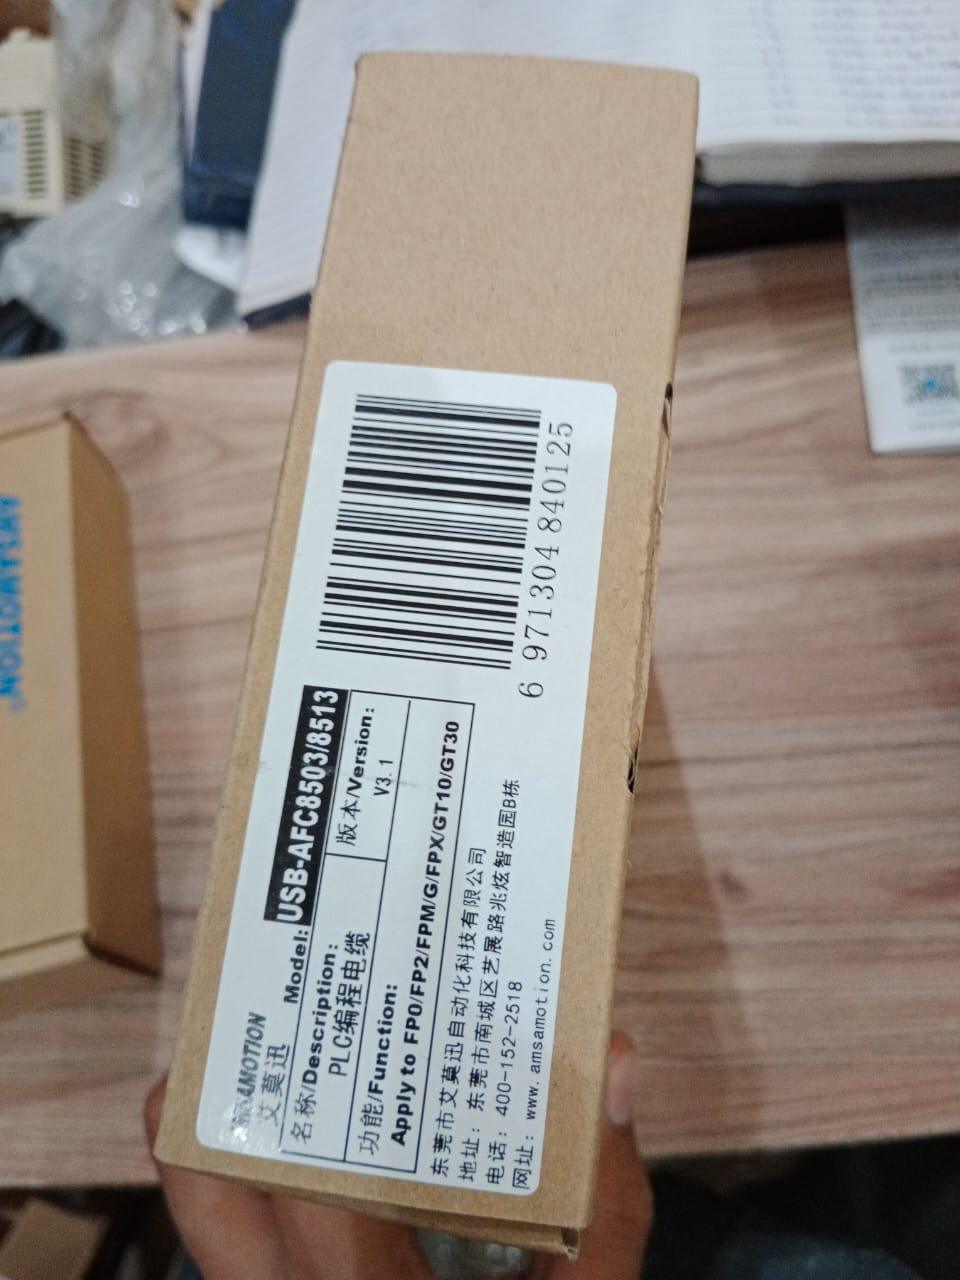 AMSAMOTION
艾莫迅
Model: USB-AFC8503/8513
名称/Description:
PLC编程电缆
版本/Version:
V3.1
功能/Function:
Apply to FP0/FP2/FPM/G/FPX/GT10/GT30
东莞市艾莫迅自动化科技有限公司
地址: 东莞市南城区艺展路兆炫智造园B栋
电话: 400-152-2518
网址: www.amsamotion.com
6 971304 840125
AMSAMOTION